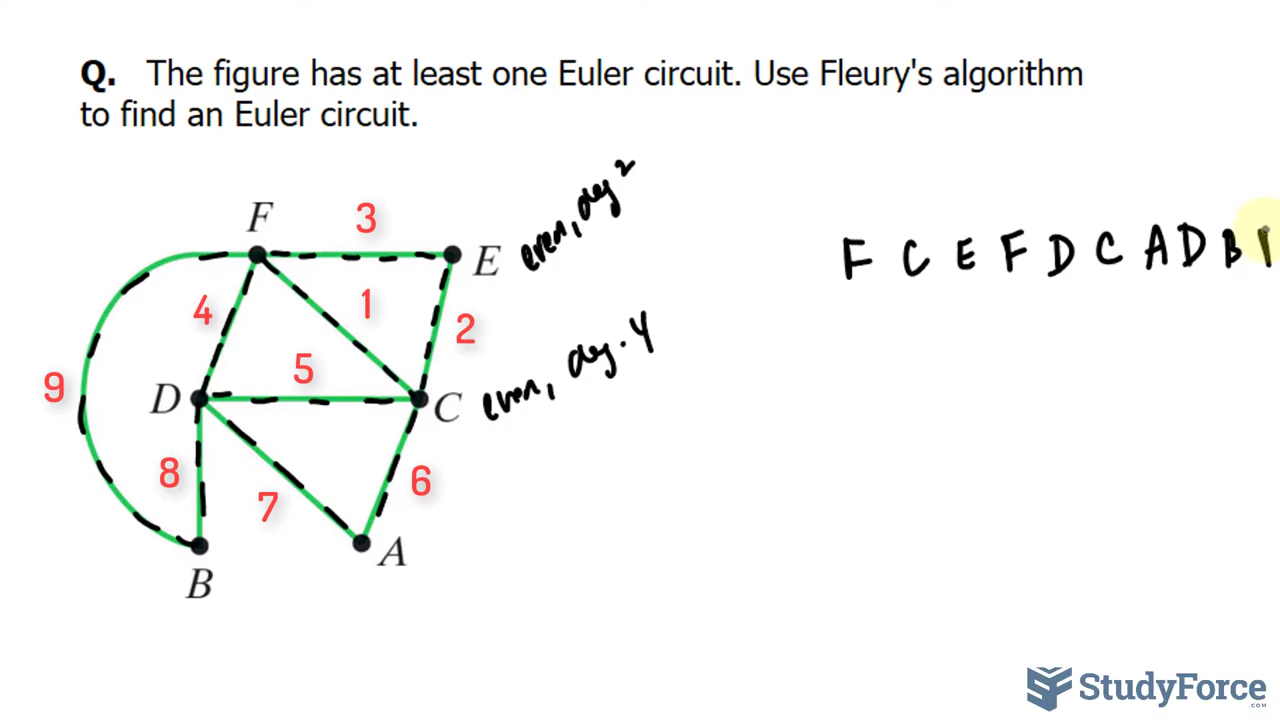 Q. The figure has at least one Euler circuit. Use Fleury's algorithm
to find an Euler circuit.
even, deg 2
F 3
E
F C E F D C A D B
4 1 2
5
9 D C even, deg. 4
8 7 6
A
B
StudyForce
.COM